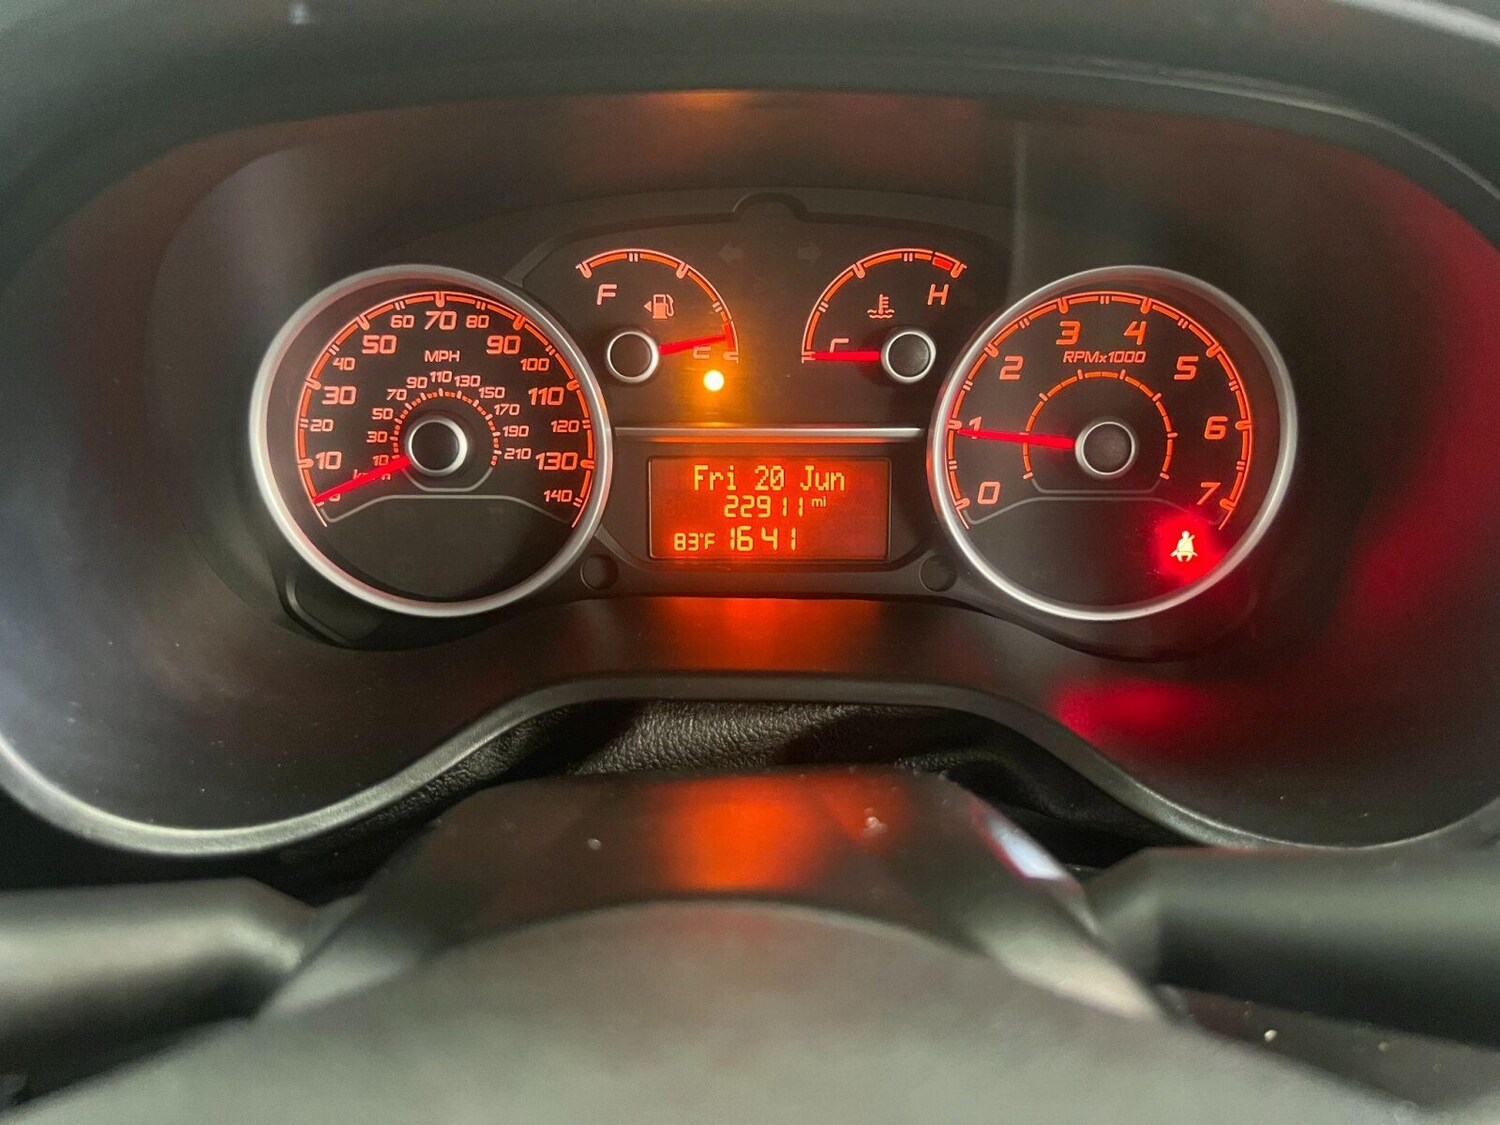 60 70 80
50 90
40 MPH 100
30 110
20 120
10 130
0 140
70 90 110 130 150
50 170
30 190
10 210
F
E
H
C
3 4
2 RPMx1000 5
1 6
0 7
Fri 20 Jun
22911 mi
83°F 1641